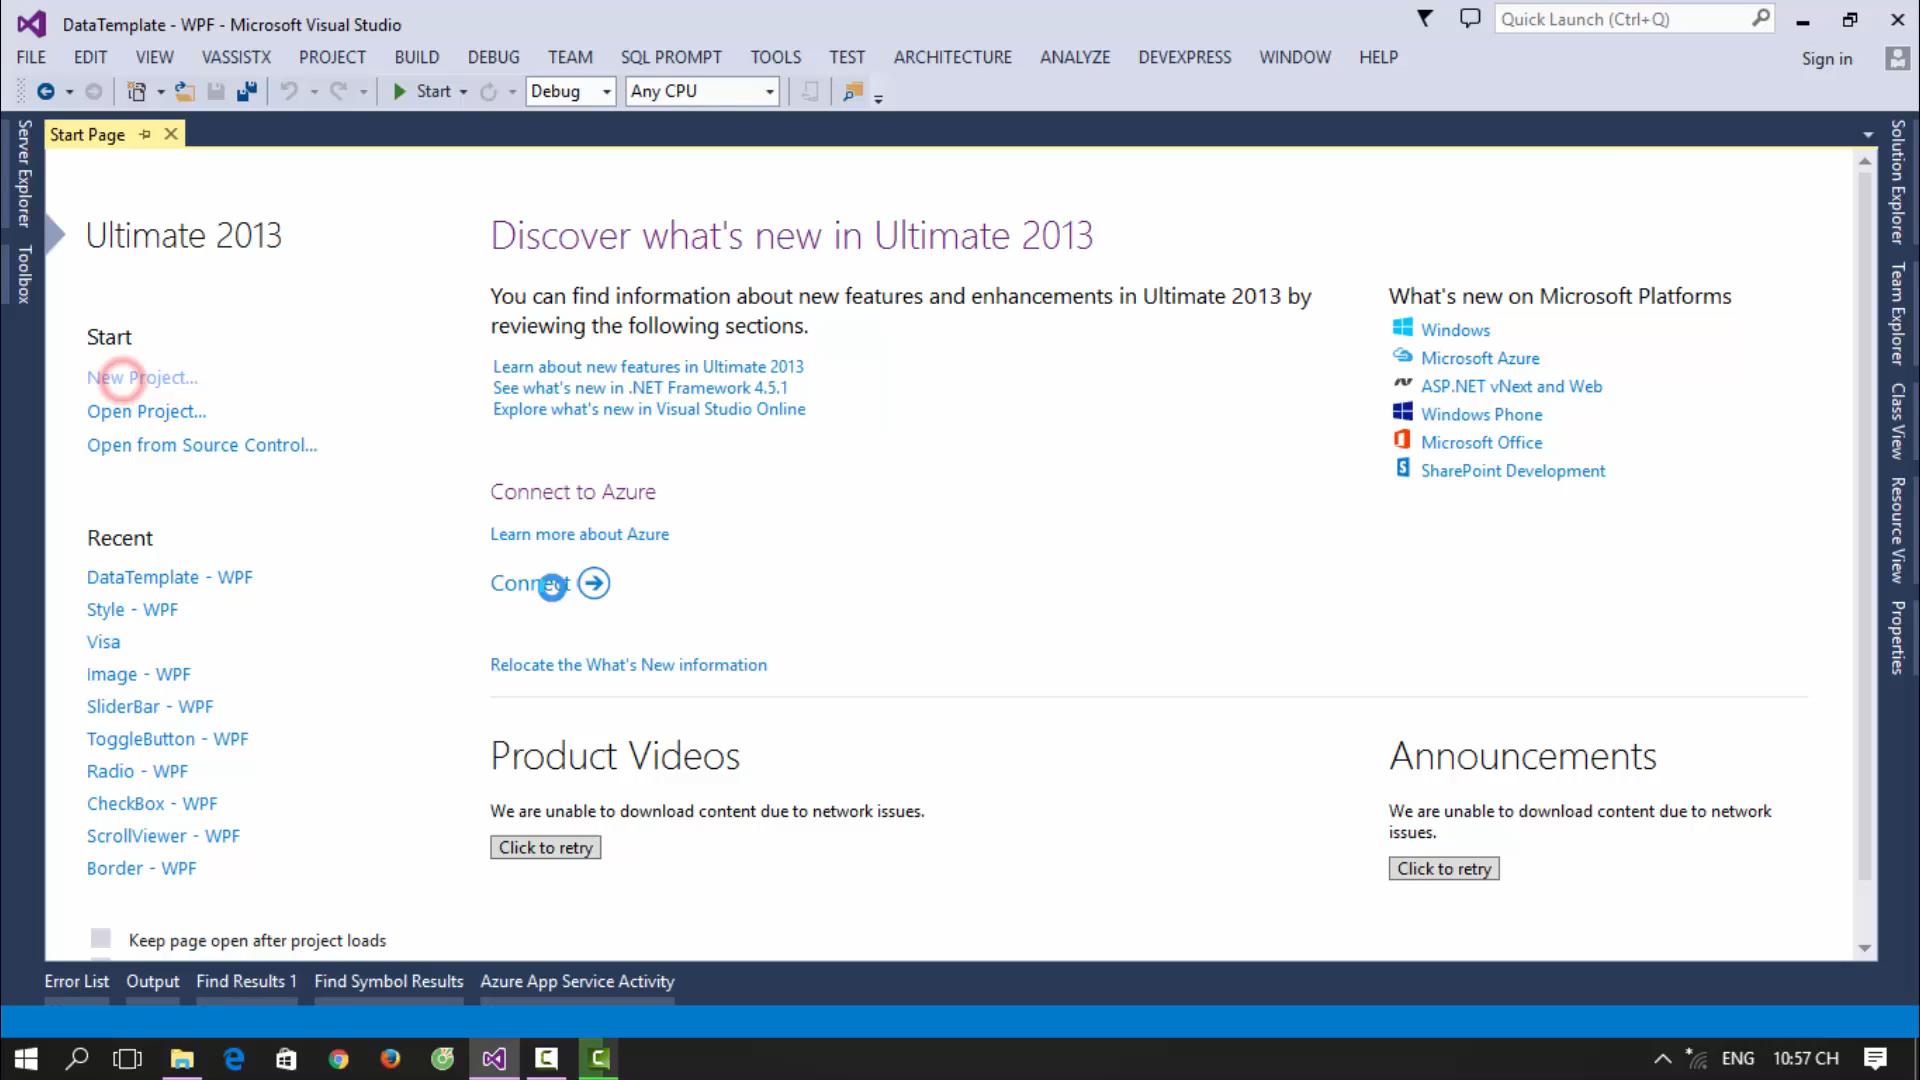 DataTemplate - WPF - Microsoft Visual Studio
Quick Launch (Ctrl+Q)
FILE EDIT VIEW VASSISTX PROJECT BUILD DEBUG TEAM SQL PROMPT TOOLS TEST ARCHITECTURE ANALYZE DEVEXPRESS WINDOW HELP
Sign in
Start Debug Any CPU
Start Page
Server Explorer
Toolbox
Solution Explorer
Team Explorer
Class View
Resource View
Properties
Ultimate 2013
Start
New Project...
Open Project...
Open from Source Control...
Recent
DataTemplate - WPF
Style - WPF
Visa
Image - WPF
SliderBar - WPF
ToggleButton - WPF
Radio - WPF
CheckBox - WPF
ScrollViewer - WPF
Border - WPF
Keep page open after project loads
Discover what's new in Ultimate 2013
You can find information about new features and enhancements in Ultimate 2013 by
reviewing the following sections.
Learn about new features in Ultimate 2013
See what's new in .NET Framework 4.5.1
Explore what's new in Visual Studio Online
Connect to Azure
Learn more about Azure
Connect
Relocate the What's New information
What's new on Microsoft Platforms
Windows
Microsoft Azure
ASP.NET vNext and Web
Windows Phone
Microsoft Office
SharePoint Development
Product Videos
We are unable to download content due to network issues.
Click to retry
Announcements
We are unable to download content due to network
issues.
Click to retry
Error List Output Find Results 1 Find Symbol Results Azure App Service Activity
ENG 10:57 CH